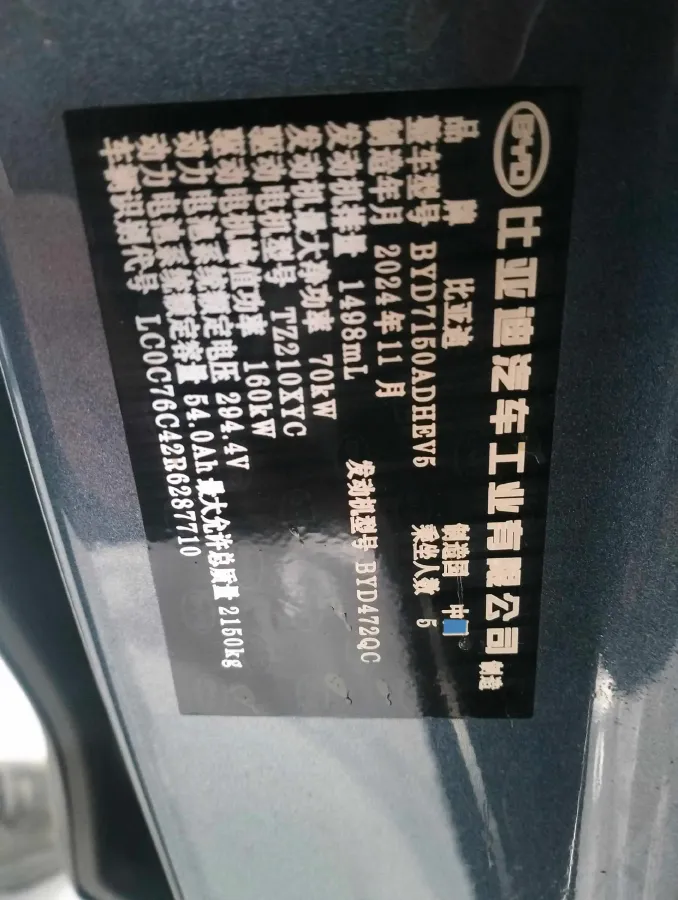 BYD 比亚迪汽车工业有限公司 制造
品牌 比亚迪 制造国 中
整车型号 BYD7150ADHEV5 乘坐人数 5
制造年月 2024年11月
发动机排量 1498mL 发动机型号 BYD472QC
发动机最大净功率 70kW
驱动电机型号 TZ210XYC
驱动电机峰值功率 160kW
动力电池系统额定电压 294.4V
动力电池系统额定容量 54.0Ah 最大允许总质量 2150kg
车辆识别代号 LC0C76C42R6287710